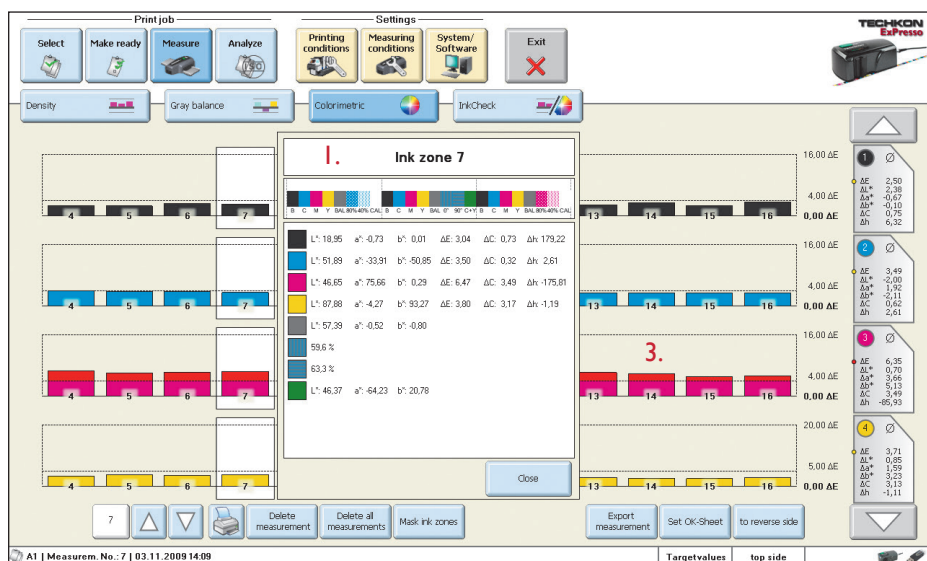 Print job
Settings
TECHKON
ExPresso
Select
Make ready
Measure
Analyze
Printing
conditions
Measuring
conditions
System/
Software
Exit
Density
Gray balance
Colorimetric
InkCheck
1.
Ink zone 7
B C M Y BAL 80% 40% CAL B C M Y BAL 0° 90° C+Y B C M Y BAL 80% 40% CAL
L*: 18,95 a*: -0,73 b*: 0,01 ΔE: 3,04 ΔC: 0,73 Δh: 179,22
L*: 51,89 a*: -33,91 b*: -50,85 ΔE: 3,50 ΔC: 0,32 Δh: 2,61
L*: 46,65 a*: 75,66 b*: 0,29 ΔE: 6,47 ΔC: 3,49 Δh: -175,81
L*: 87,88 a*: -4,27 b*: 93,27 ΔE: 3,80 ΔC: 3,17 Δh: -1,19
L*: 57,39 a*: -0,52 b*: -0,80
59,6 %
63,3 %
L*: 46,37 a*: -64,23 b*: 20,78
Close
4 5 6 7
13 14 15 16
16,00 ΔE
4,00 ΔE
0,00 ΔE
4 5 6 7
13 14 15 16
16,00 ΔE
4,00 ΔE
0,00 ΔE
3.
4 5 6 7
13 14 15 16
16,00 ΔE
4,00 ΔE
0,00 ΔE
4 5 6 7
13 14 15 16
20,00 ΔE
5,00 ΔE
0,00 ΔE
1 Ø
ΔE 2,50
ΔL* 2,38
Δa* -0,67
Δb* -0,10
ΔC 0,75
Δh 6,32
2 Ø
ΔE 3,49
ΔL* -2,00
Δa* 1,92
Δb* -2,11
ΔC 0,62
Δh 2,61
3 Ø
ΔE 6,35
ΔL* 0,70
Δa* 3,66
Δb* 5,13
ΔC 3,49
Δh -85,93
4 Ø
ΔE 3,71
ΔL* 0,85
Δa* 1,59
Δb* 3,23
ΔC 3,13
Δh -1,11
7
Delete
measurement
Delete all
measurements
Mask ink zones
Export
measurement
Set OK-Sheet
to reverse side
A1 | Measurem. No.: 7 | 03.11.2009 14:09
Targetvalues
top side